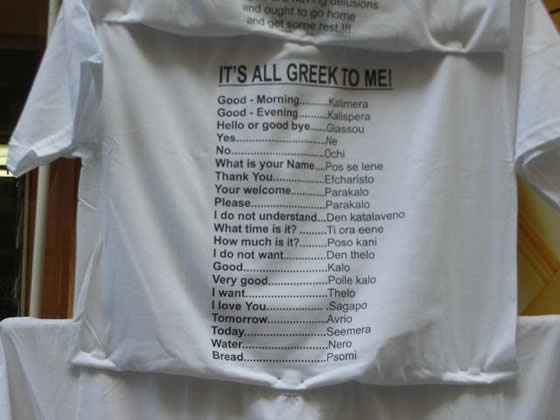 having delusions
and ought to go home
and get some rest.!!!
IT'S ALL GREEK TO ME!
Good - Morning.........Kalimera
Good - Evening.........Kalispera
Hello or good bye.....Giassou
Yes...........................Ne
No............................Ochi
What is your Name....Pos se lene
Thank You................Efcharisto
Your welcome...........Parakalo
Please......................Parakalo
I do not understand...Den katalaveno
What time is it? .........Ti ora eene
How much is it?........Poso kani
I do not want............Den thelo
Good........................Kalo
Very good.................Polle kalo
I want.......................Thelo
I love You................. .Sagapo
Tomorrow.................Avrio
Today.......................Seemera
Water.......................Nero
Bread.......................Psomi